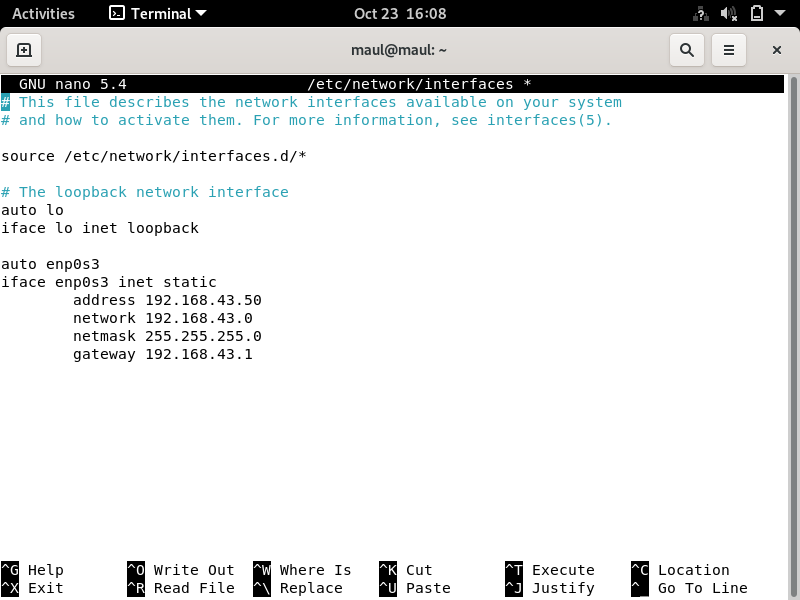 Activities Terminal Oct 23 16:08
maul@maul: ~
GNU nano 5.4 /etc/network/interfaces *
# This file describes the network interfaces available on your system
# and how to activate them. For more information, see interfaces(5).
source /etc/network/interfaces.d/*
# The loopback network interface
auto lo
iface lo inet loopback
auto enp0s3
iface enp0s3 inet static
address 192.168.43.50
network 192.168.43.0
netmask 255.255.255.0
gateway 192.168.43.1
^G Help ^O Write Out ^W Where Is ^K Cut ^T Execute ^C Location
^X Exit ^R Read File ^\ Replace ^U Paste ^J Justify ^_ Go To Line